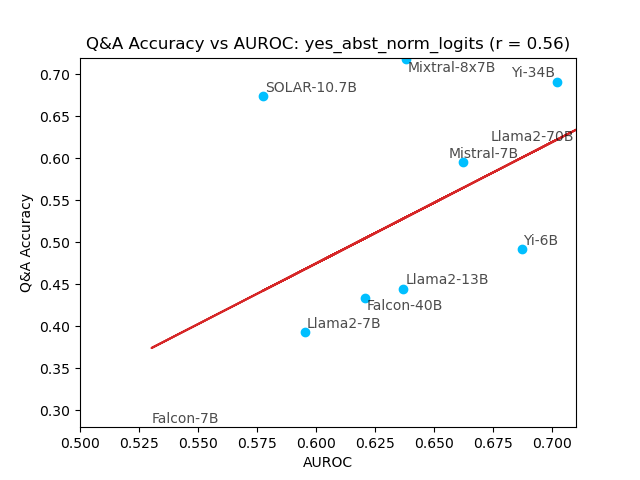 Q&A Accuracy vs AUROC: yes_abst_norm_logits (r = 0.56)
0.70
0.65
0.60
0.55
0.50
0.45
0.40
0.35
0.30
Q&A Accuracy
Mixtral-8x7B
Yi-34B
SOLAR-10.7B
Llama2-70B
Mistral-7B
Yi-6B
Llama2-13B
Falcon-40B
Llama2-7B
Falcon-7B
0.500 0.525 0.550 0.575 0.600 0.625 0.650 0.675 0.700
AUROC